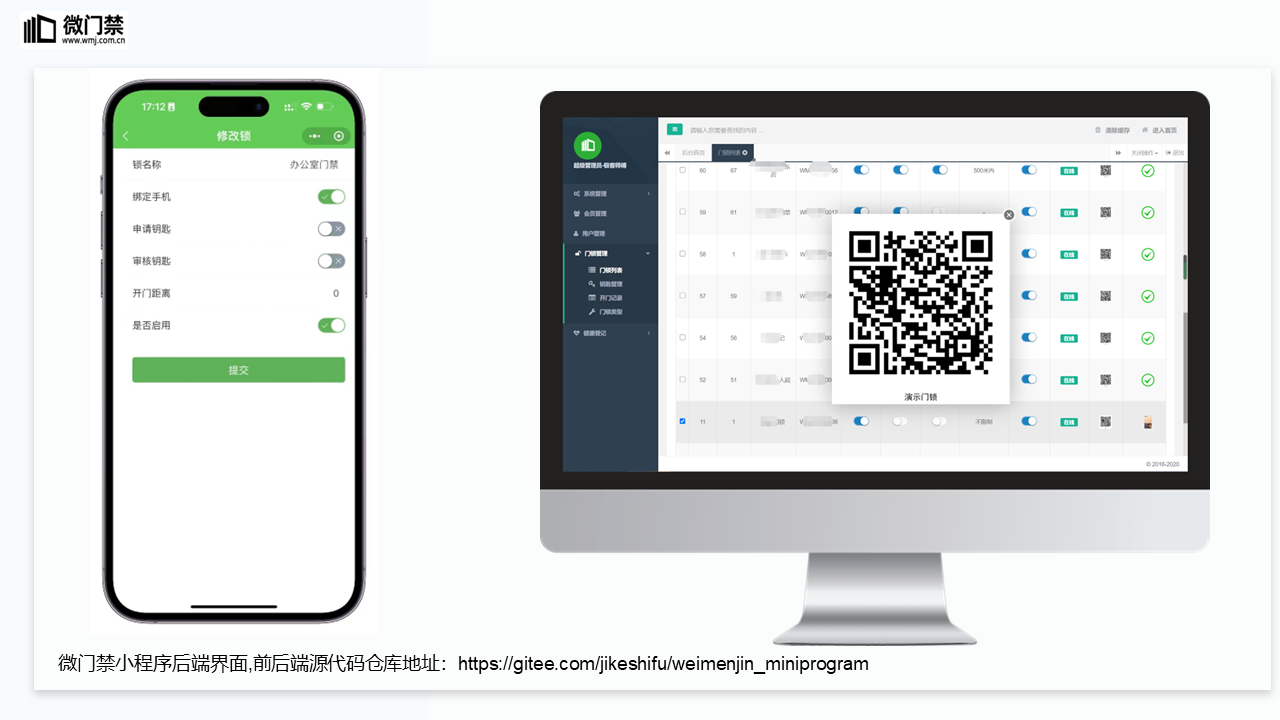 微门禁
www.wmj.com.cn
17:12
修改锁
锁名称 办公室门禁
绑定手机
申请钥匙
审核钥匙
开门距离 0
是否启用
提交
请输入您需要查找的内容 …
清除缓存 进入首页
超级管理员-极客师傅
后台首页 门锁列表 关闭操作 退出
系统管理
会员管理
用户管理
门锁管理
门锁列表
钥匙管理
开门记录
门锁类型
健康登记
60 67 500米内 在线
59 61 在线
58 1 在线
57 59 在线
54 56 在线
52 51 在线
11 1 不限制 在线
演示门锁
© 2016-2020
微门禁小程序后端界面,前后端源代码仓库地址：https://gitee.com/jikeshifu/weimenjin_miniprogram